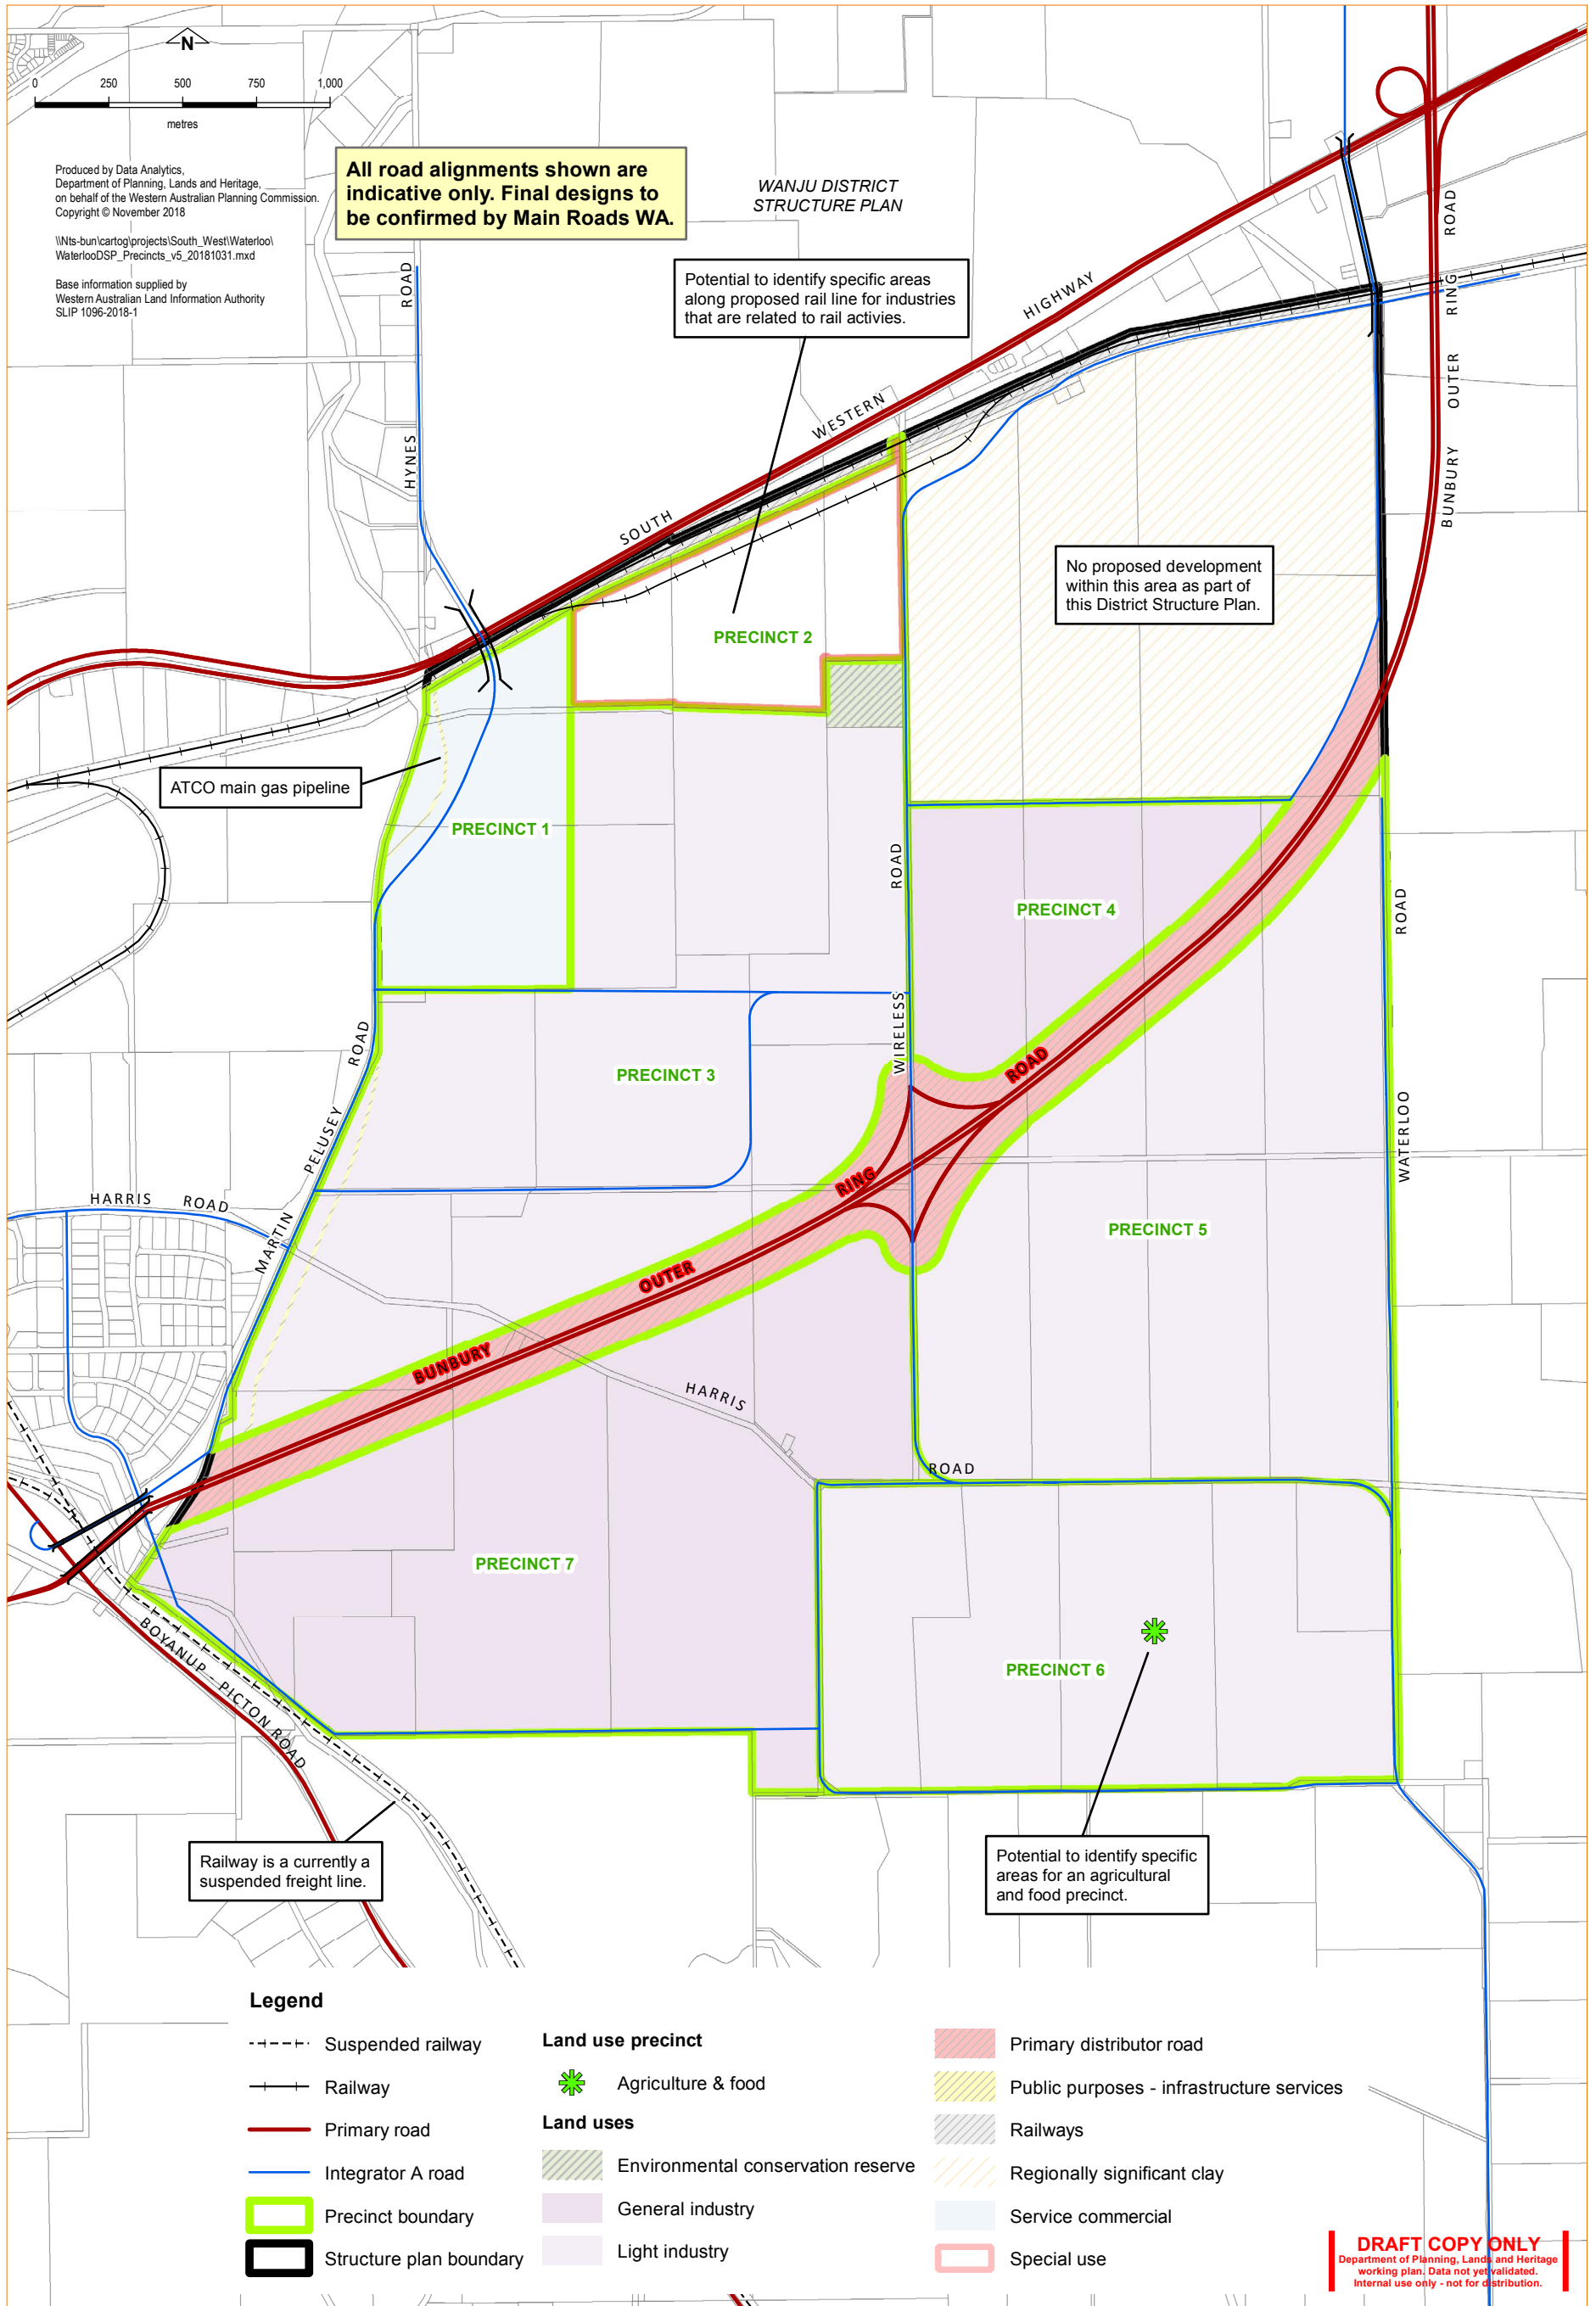 N
0 250 500 750 1,000
metres
Produced by Data Analytics,
Department of Planning, Lands and Heritage,
on behalf of the Western Australian Planning Commission.
Copyright © November 2018
\\Nts-bun\cartog\projects\South_West\Waterloo\
WaterlooDSP_Precincts_v5_20181031.mxd
Base information supplied by
Western Australian Land Information Authority
SLIP 1096-2018-1
All road alignments shown are
indicative only. Final designs to
be confirmed by Main Roads WA.
WANJU DISTRICT
STRUCTURE PLAN
Potential to identify specific areas
along proposed rail line for industries
that are related to rail activies.
HYNES ROAD
SOUTH WESTERN HIGHWAY
BUNBURY OUTER RING ROAD
No proposed development
within this area as part of
this District Structure Plan.
PRECINCT 2
ATCO main gas pipeline
PRECINCT 1
PRECINCT 4
WIRELESS ROAD
WATERLOO ROAD
PRECINCT 3
MARTIN PELUSEY ROAD
HARRIS ROAD
BUNBURY OUTER RING ROAD
PRECINCT 5
HARRIS ROAD
PRECINCT 7
PRECINCT 6
BOYANUP - PICTON ROAD
Railway is a currently a
suspended freight line.
Potential to identify specific
areas for an agricultural
and food precinct.
Legend
Suspended railway
Railway
Primary road
Integrator A road
Precinct boundary
Structure plan boundary
Land use precinct
Agriculture & food
Land uses
Environmental conservation reserve
General industry
Light industry
Primary distributor road
Public purposes - infrastructure services
Railways
Regionally significant clay
Service commercial
Special use
DRAFT COPY ONLY
Department of Planning, Lands and Heritage
working plan. Data not yet validated.
Internal use only - not for distribution.